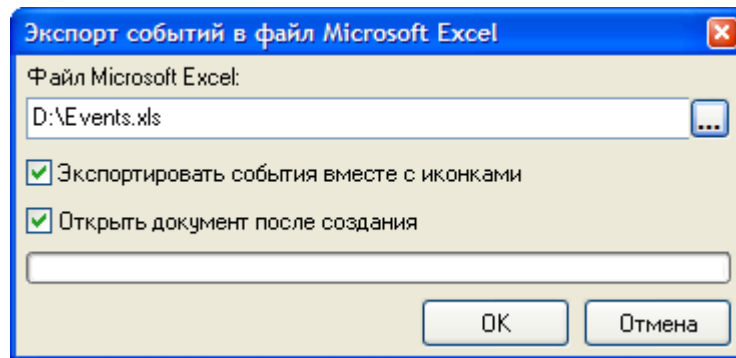 Экспорт событий в файл Microsoft Excel
Файл Microsoft Excel:
D:\Events.xls
...
Экспортировать события вместе с иконками
Открыть документ после создания
OK
Отмена